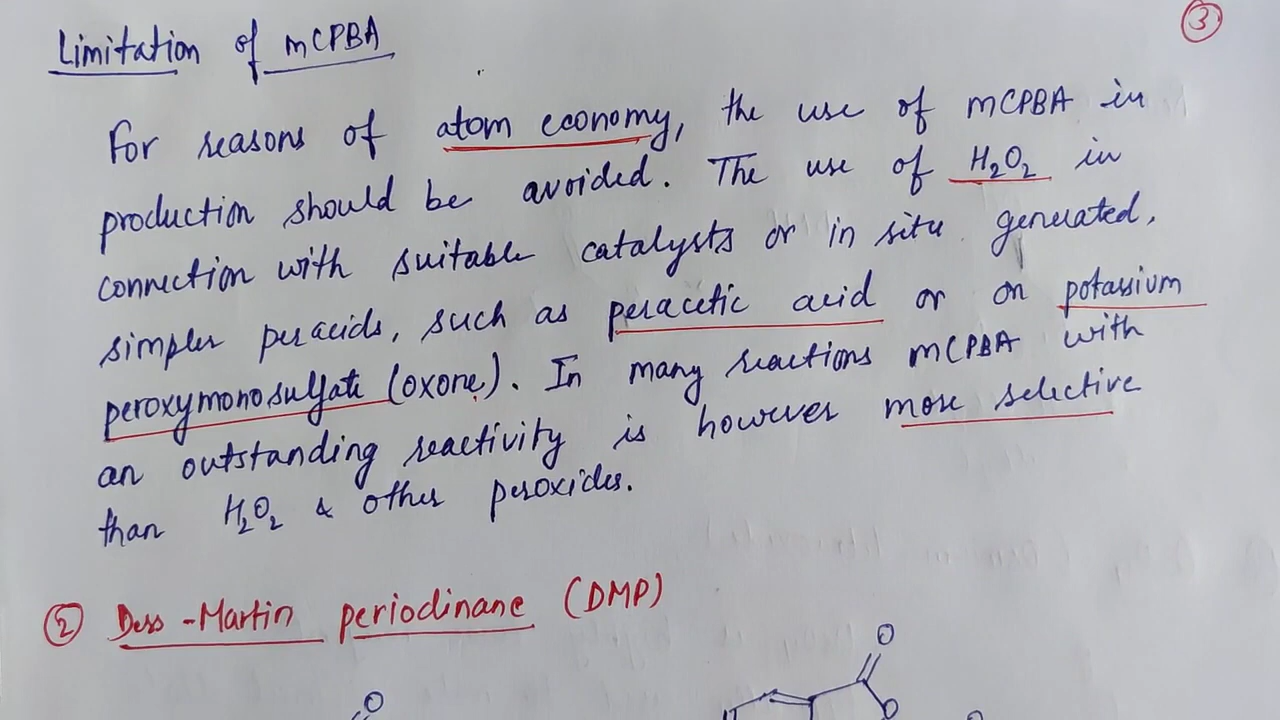 3
Limitation of mCPBA
For reasons of atom economy, the use of mCPBA in
production should be avoided. The use of H₂O₂ in
connection with suitable catalysts or in situ generated,
simpler peracids, such as peracetic acid or on potassium
peroxymonosulfate (oxone). In many reactions mCPBA with
an outstanding reactivity is however more selective
than H₂O₂ & other peroxides.
2 Dess-Martin periodinane (DMP)
O
O
O